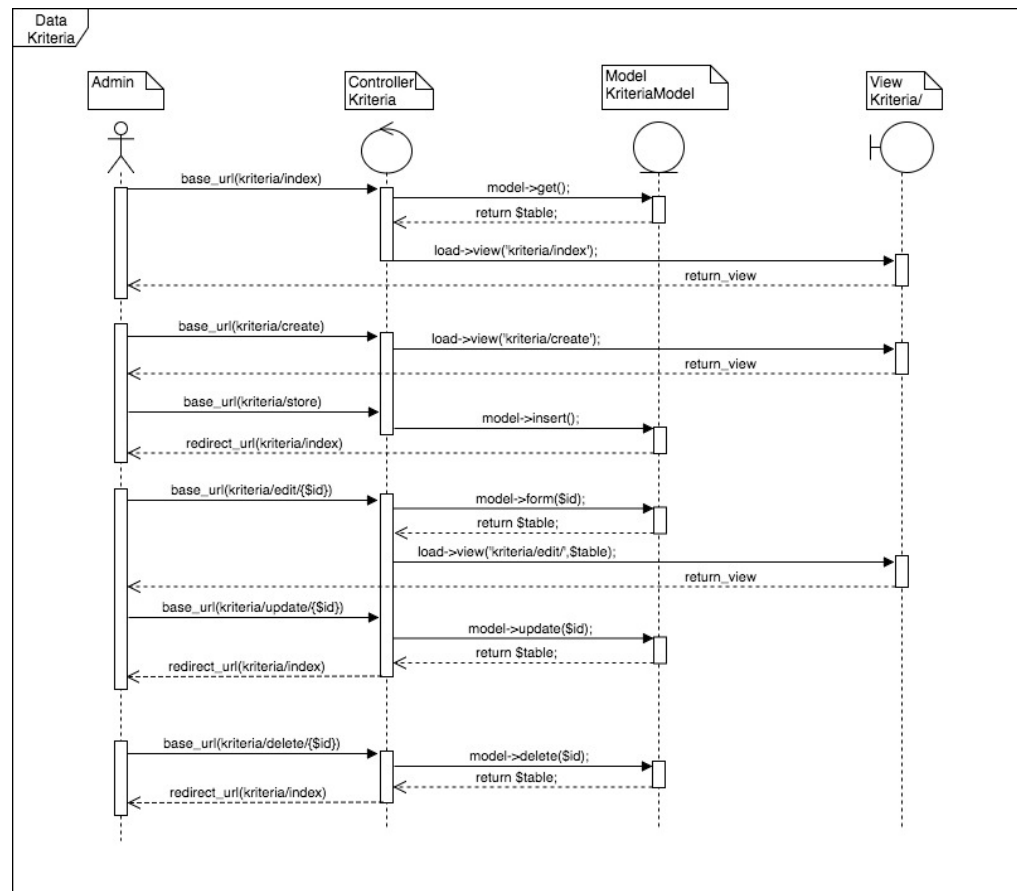 Data
Kriteria
Admin
Controller
Kriteria
Model
KriteriaModel
View
Kriteria/
base_url(kriteria/index)
model->get();
return $table;
load->view('kriteria/index');
return_view
base_url(kriteria/create)
load->view('kriteria/create');
return_view
base_url(kriteria/store)
model->insert();
redirect_url(kriteria/index)
base_url(kriteria/edit/{$id})
model->form($id);
return $table;
load->view('kriteria/edit/',$table);
return_view
base_url(kriteria/update/{$id})
model->update($id);
return $table;
redirect_url(kriteria/index)
base_url(kriteria/delete/{$id})
model->delete($id);
return $table;
redirect_url(kriteria/index)